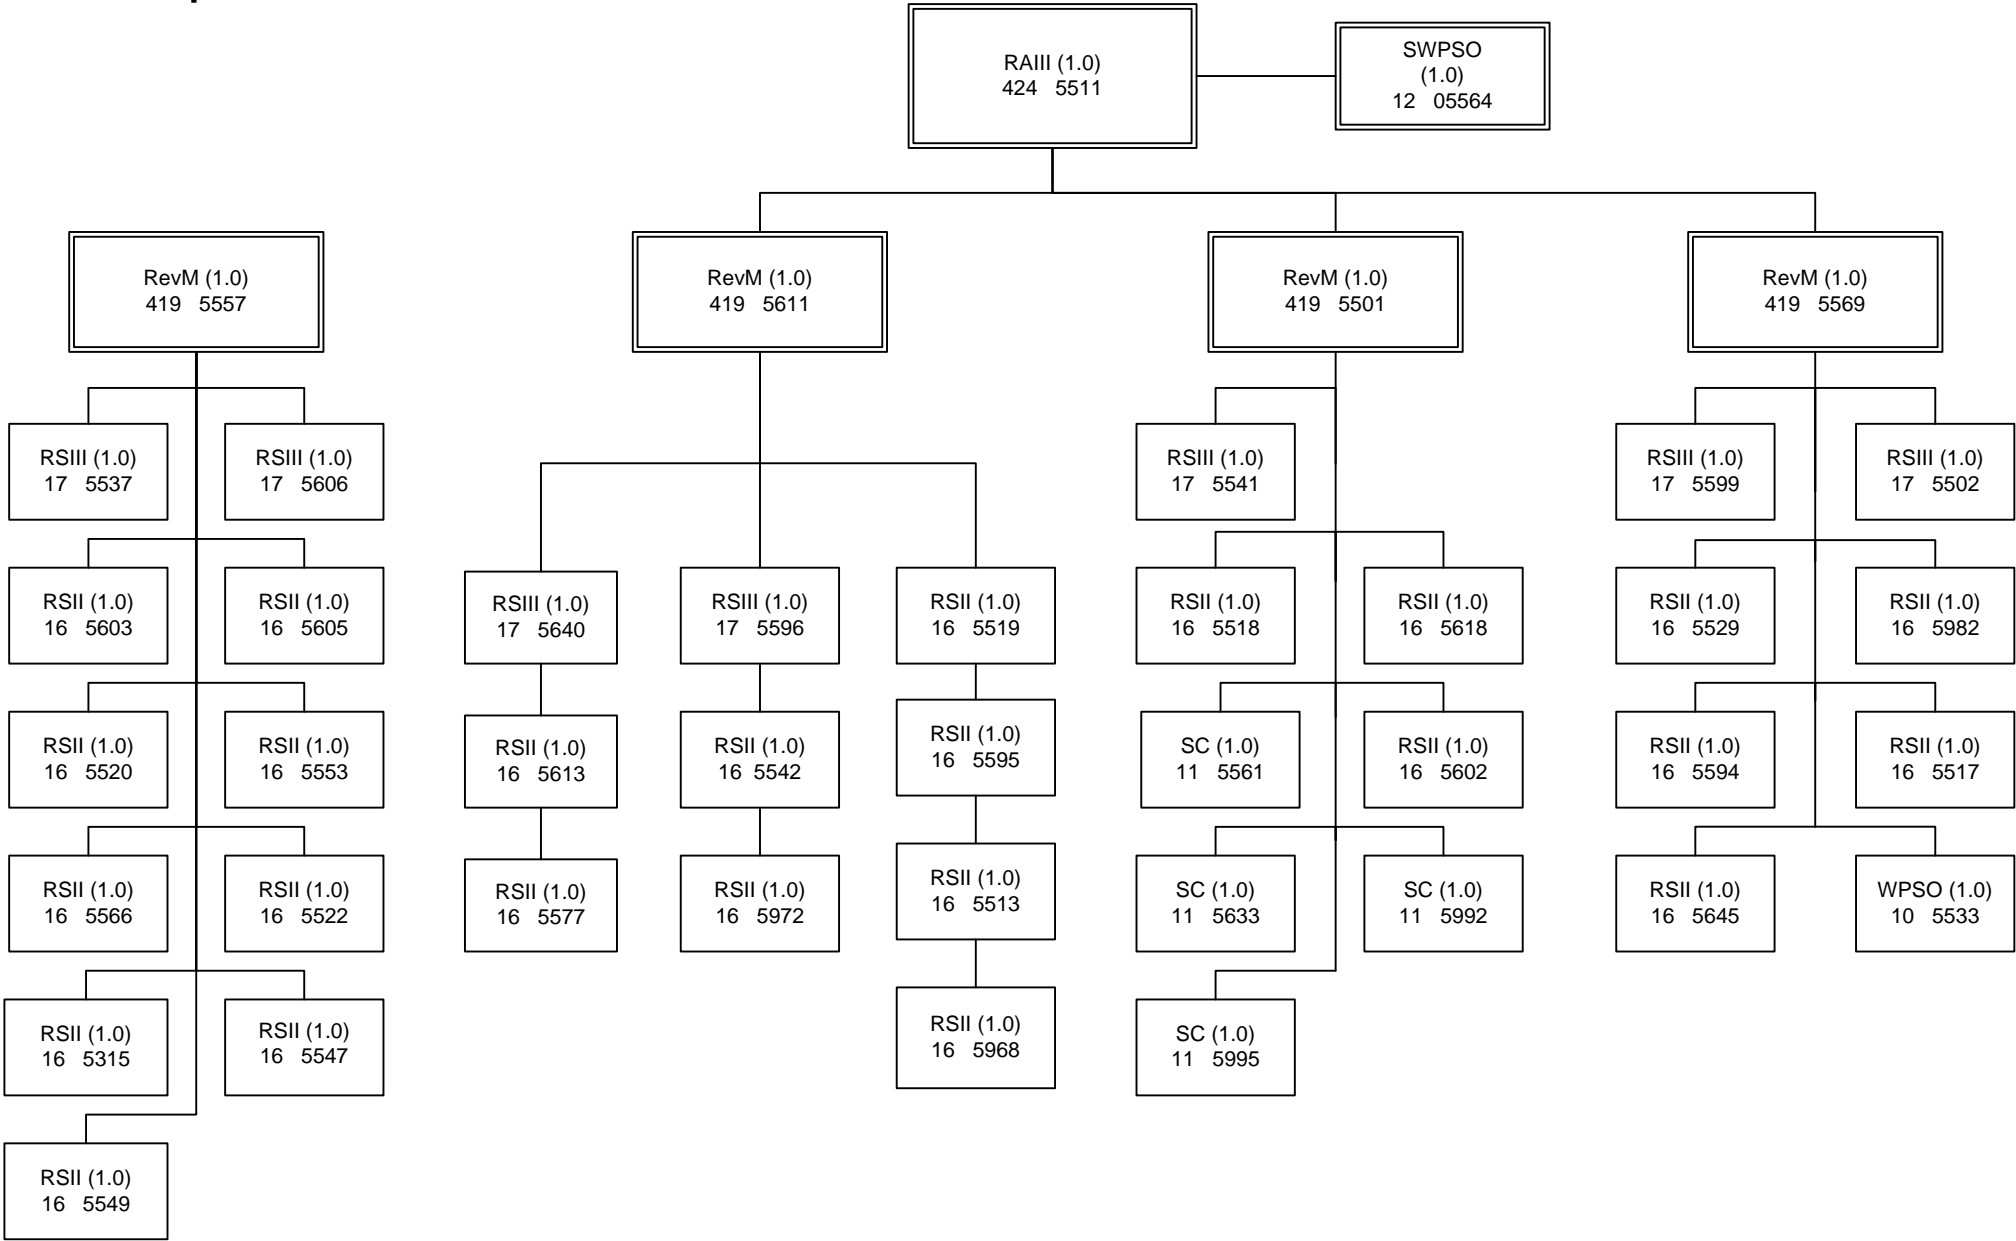 RAIII (1.0)
424 5511
SWPSO
(1.0)
12 05564
RevM (1.0)
419 5557
RevM (1.0)
419 5611
RevM (1.0)
419 5501
RevM (1.0)
419 5569
RSIII (1.0)
17 5537
RSIII (1.0)
17 5606
RSII (1.0)
16 5603
RSII (1.0)
16 5605
RSII (1.0)
16 5520
RSII (1.0)
16 5553
RSII (1.0)
16 5566
RSII (1.0)
16 5522
RSII (1.0)
16 5315
RSII (1.0)
16 5547
RSII (1.0)
16 5549
RSIII (1.0)
17 5640
RSII (1.0)
16 5613
RSII (1.0)
16 5577
RSIII (1.0)
17 5596
RSII (1.0)
16 5542
RSII (1.0)
16 5972
RSII (1.0)
16 5519
RSII (1.0)
16 5595
RSII (1.0)
16 5513
RSII (1.0)
16 5968
RSIII (1.0)
17 5541
RSII (1.0)
16 5518
RSII (1.0)
16 5618
SC (1.0)
11 5561
RSII (1.0)
16 5602
SC (1.0)
11 5633
SC (1.0)
11 5992
SC (1.0)
11 5995
RSIII (1.0)
17 5599
RSIII (1.0)
17 5502
RSII (1.0)
16 5529
RSII (1.0)
16 5982
RSII (1.0)
16 5594
RSII (1.0)
16 5517
RSII (1.0)
16 5645
WPSO (1.0)
10 5533